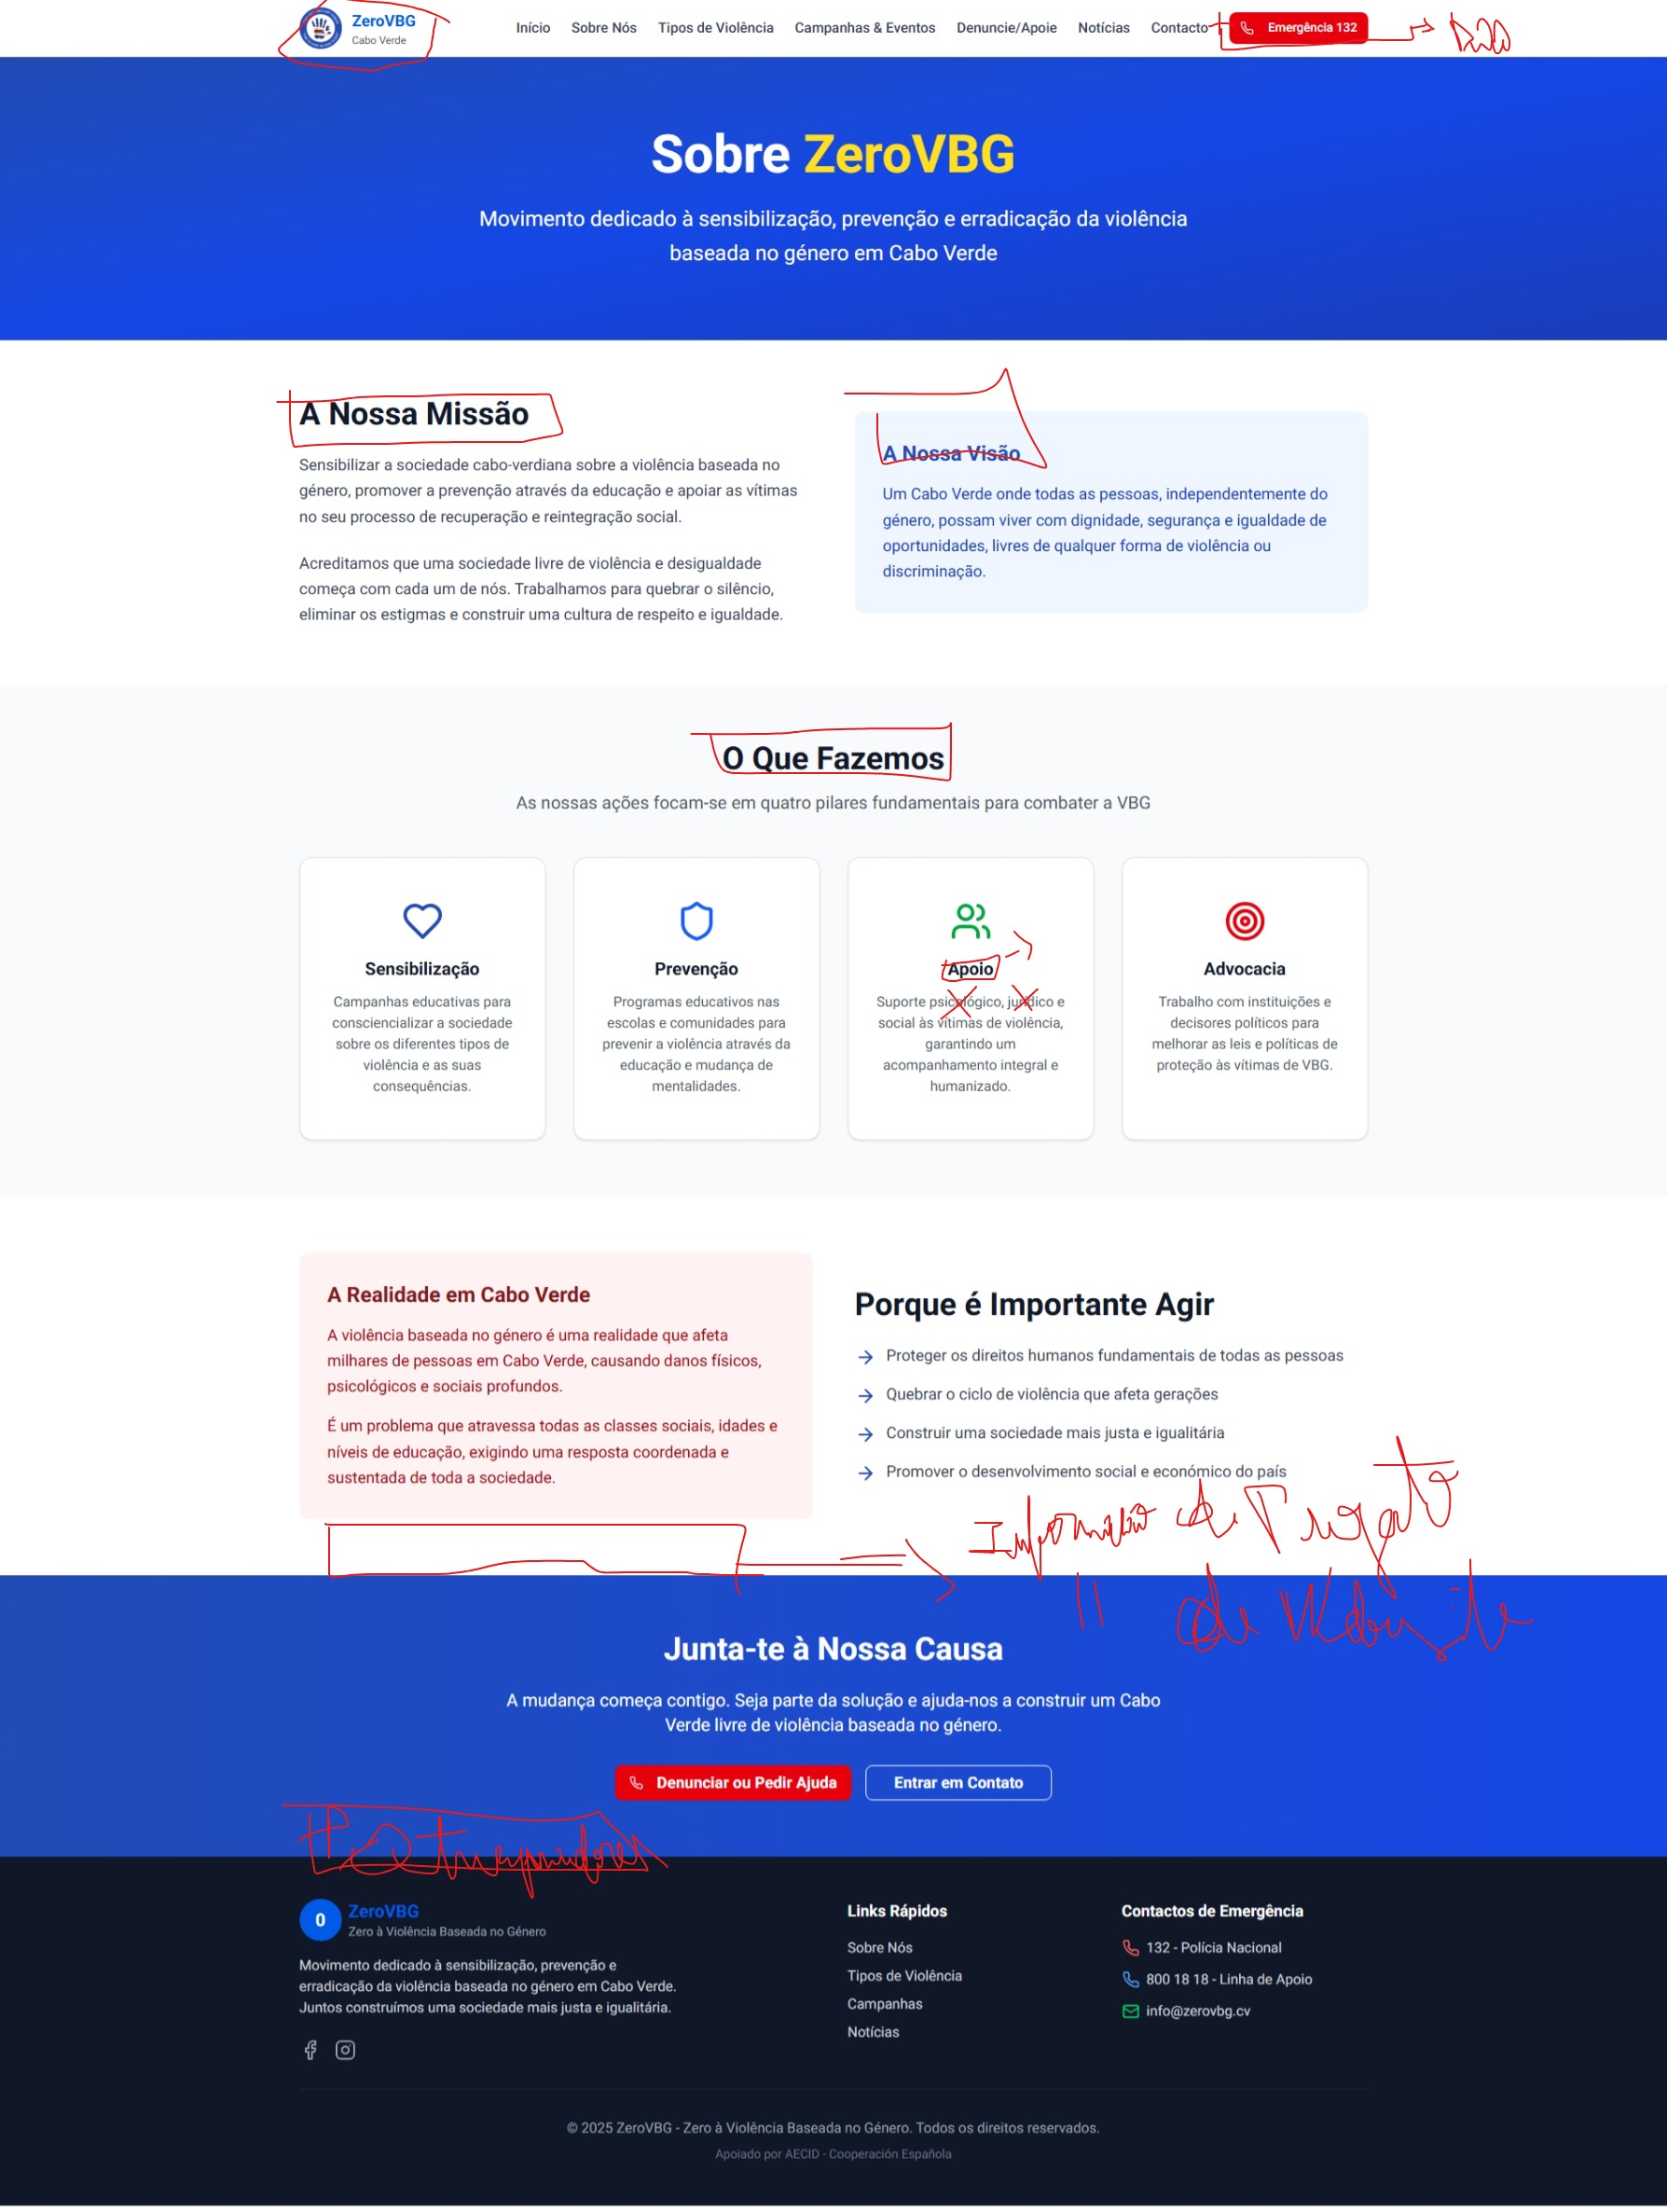 ZeroVBG
Cabo Verde
Início Sobre Nós Tipos de Violência Campanhas & Eventos Denuncie/Apoie Notícias Contacto Emergência 132
Sobre ZeroVBG
Movimento dedicado à sensibilização, prevenção e erradicação da violência
baseada no género em Cabo Verde
A Nossa Missão
Sensibilizar a sociedade cabo-verdiana sobre a violência baseada no
género, promover a prevenção através da educação e apoiar as vítimas
no seu processo de recuperação e reintegração social.
Acreditamos que uma sociedade livre de violência e desigualdade
começa com cada um de nós. Trabalhamos para quebrar o silêncio,
eliminar os estigmas e construir uma cultura de respeito e igualdade.
A Nossa Visão
Um Cabo Verde onde todas as pessoas, independentemente do
género, possam viver com dignidade, segurança e igualdade de
oportunidades, livres de qualquer forma de violência ou
discriminação.
O Que Fazemos
As nossas ações focam-se em quatro pilares fundamentais para combater a VBG
Sensibilização
Campanhas educativas para
consciencializar a sociedade
sobre os diferentes tipos de
violência e as suas
consequências.
Prevenção
Programas educativos nas
escolas e comunidades para
prevenir a violência através da
educação e mudança de
mentalidades.
Apoio
Suporte psicológico, jurídico e
social às vítimas de violência,
garantindo um
acompanhamento integral e
humanizado.
Advocacia
Trabalho com instituições e
decisores políticos para
melhorar as leis e políticas de
proteção às vítimas de VBG.
A Realidade em Cabo Verde
A violência baseada no género é uma realidade que afeta
milhares de pessoas em Cabo Verde, causando danos físicos,
psicológicos e sociais profundos.
É um problema que atravessa todas as classes sociais, idades e
níveis de educação, exigindo uma resposta coordenada e
sustentada de toda a sociedade.
Porque é Importante Agir
Proteger os direitos humanos fundamentais de todas as pessoas
Quebrar o ciclo de violência que afeta gerações
Construir uma sociedade mais justa e igualitária
Promover o desenvolvimento social e económico do país
" de
Junta-te à Nossa Causa
A mudança começa contigo. Seja parte da solução e ajuda-nos a construir um Cabo
Verde livre de violência baseada no género.
Denunciar ou Pedir Ajuda Entrar em Contato
0
ZeroVBG
Zero à Violência Baseada no Género
Movimento dedicado à sensibilização, prevenção e
erradicação da violência baseada no género em Cabo Verde.
Juntos construímos uma sociedade mais justa e igualitária.
Links Rápidos
Sobre Nós
Tipos de Violência
Campanhas
Notícias
Contactos de Emergência
132 - Polícia Nacional
800 18 18 - Linha de Apoio
info@zerovbg.cv
© 2025 ZeroVBG - Zero à Violência Baseada no Género. Todos os direitos reservados.
Apoiado por AECID - Cooperación Española